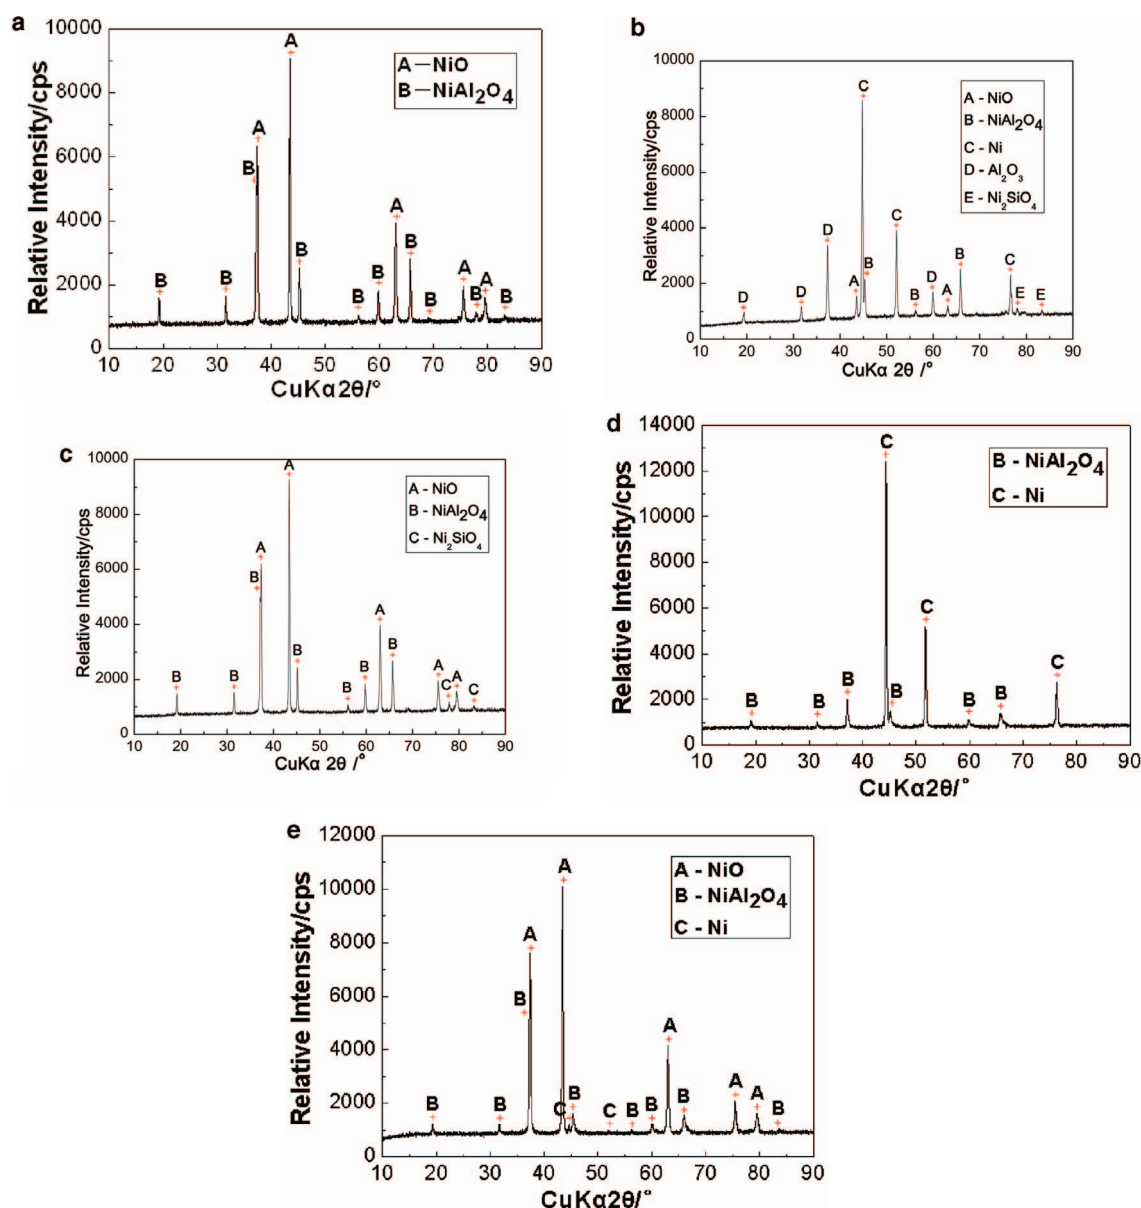 a
10000
8000
6000
4000
2000
0
Relative Intensity/cps
A
A — NiO
B — NiAl₂O₄
A
B
A
B
B
B
B
B
B
A
B
A
B
B
10 20 30 40 50 60 70 80 90
CuKα2θ/°
b
10000
8000
6000
4000
2000
0
Relative Intensity/cps
C
A - NiO
B - NiAl₂O₄
C - Ni
D - Al₂O₃
E - Ni₂SiO₄
D
C
D
D
A
B
B
D
A
B
C
E
E
10 20 30 40 50 60 70 80 90
CuKα 2θ /°
c
10000
8000
6000
4000
2000
0
Relative Intensity/cps
A
A - NiO
B - NiAl₂O₄
C - Ni₂SiO₄
A
B
A
B
B
B
B
B
B
A
C
A
C
10 20 30 40 50 60 70 80 90
CuKα 2θ /°
d
14000
12000
10000
8000
6000
4000
2000
0
Relative Intensity/cps
C
B - NiAl₂O₄
C - Ni
C
B
B
B
B
B
B
C
10 20 30 40 50 60 70 80 90
CuKα2θ/°
e
12000
10000
8000
6000
4000
2000
0
Relative Intensity/cps
A
A - NiO
B - NiAl₂O₄
C - Ni
A
B
A
B
B
C
B
C
B
B
B
A
A
B
10 20 30 40 50 60 70 80 90
CuKα2θ/°